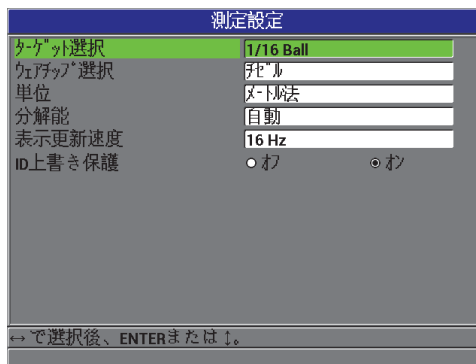 測定設定
ターゲット選択 1/16 Ball
ウェアチップ選択 チゼル
単位 メートル法
分解能 自動
表示更新速度 16 Hz
ID上書き保護 オフ オン
↔ で選択後、ENTERまたは ↕。